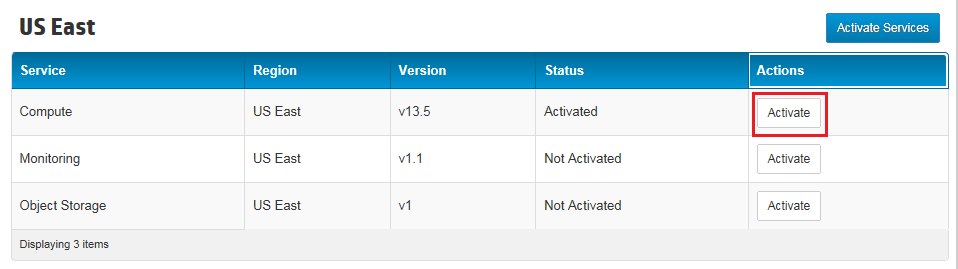 US East
Activate Services
Service Region Version Status Actions
Compute US East v13.5 Activated Activate
Monitoring US East v1.1 Not Activated Activate
Object Storage US East v1 Not Activated Activate
Displaying 3 items